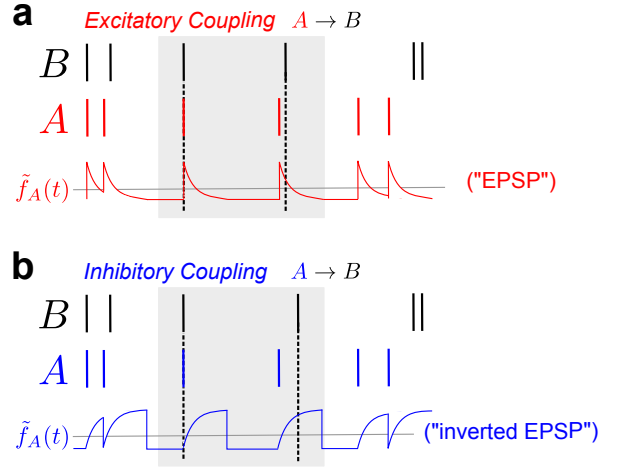 a
Excitatory Coupling A → B
B
A
f̃_A(t)
("EPSP")
b
Inhibitory Coupling A → B
B
A
f̃_A(t)
("inverted EPSP")